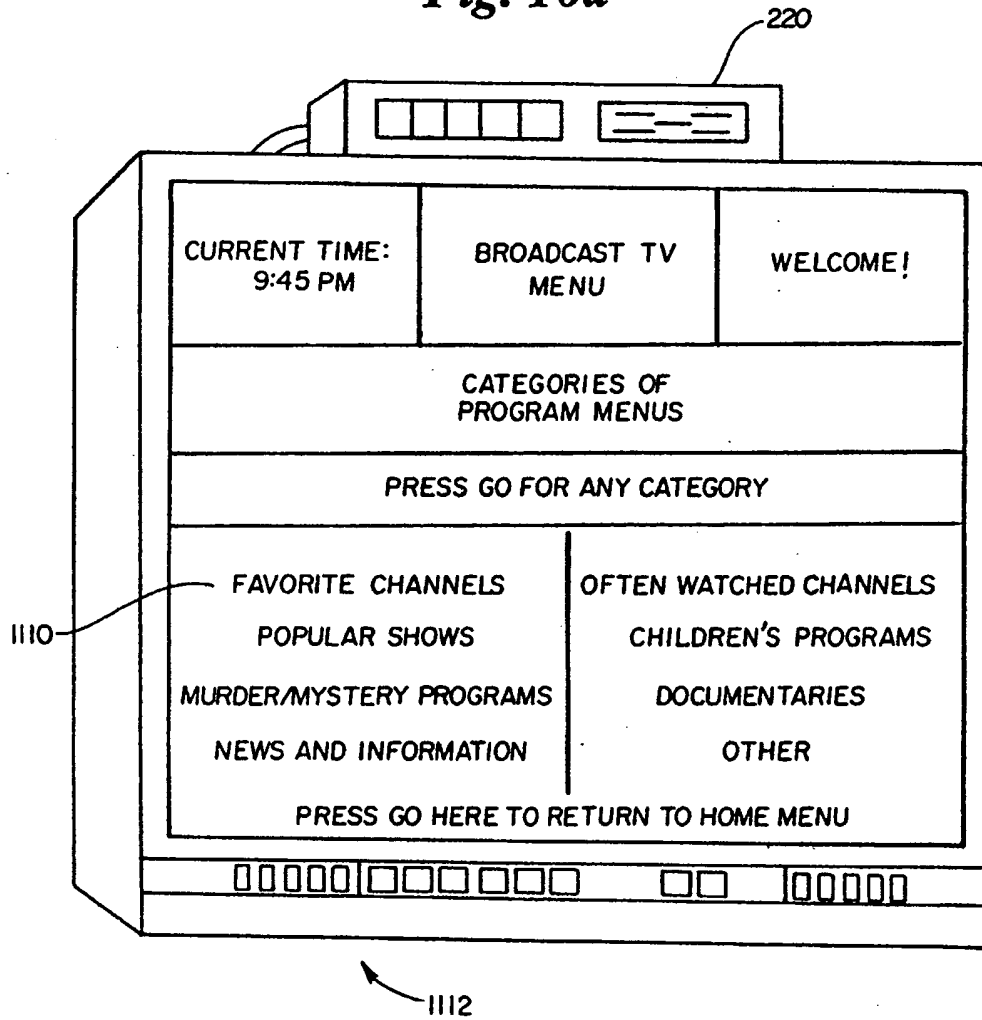 220
CURRENT TIME:
9:45 PM
BROADCAST TV
MENU
WELCOME!
CATEGORIES OF
PROGRAM MENUS
PRESS GO FOR ANY CATEGORY
FAVORITE CHANNELS
OFTEN WATCHED CHANNELS
1110
POPULAR SHOWS
CHILDREN'S PROGRAMS
MURDER/MYSTERY PROGRAMS
DOCUMENTARIES
NEWS AND INFORMATION
OTHER
PRESS GO HERE TO RETURN TO HOME MENU
1112